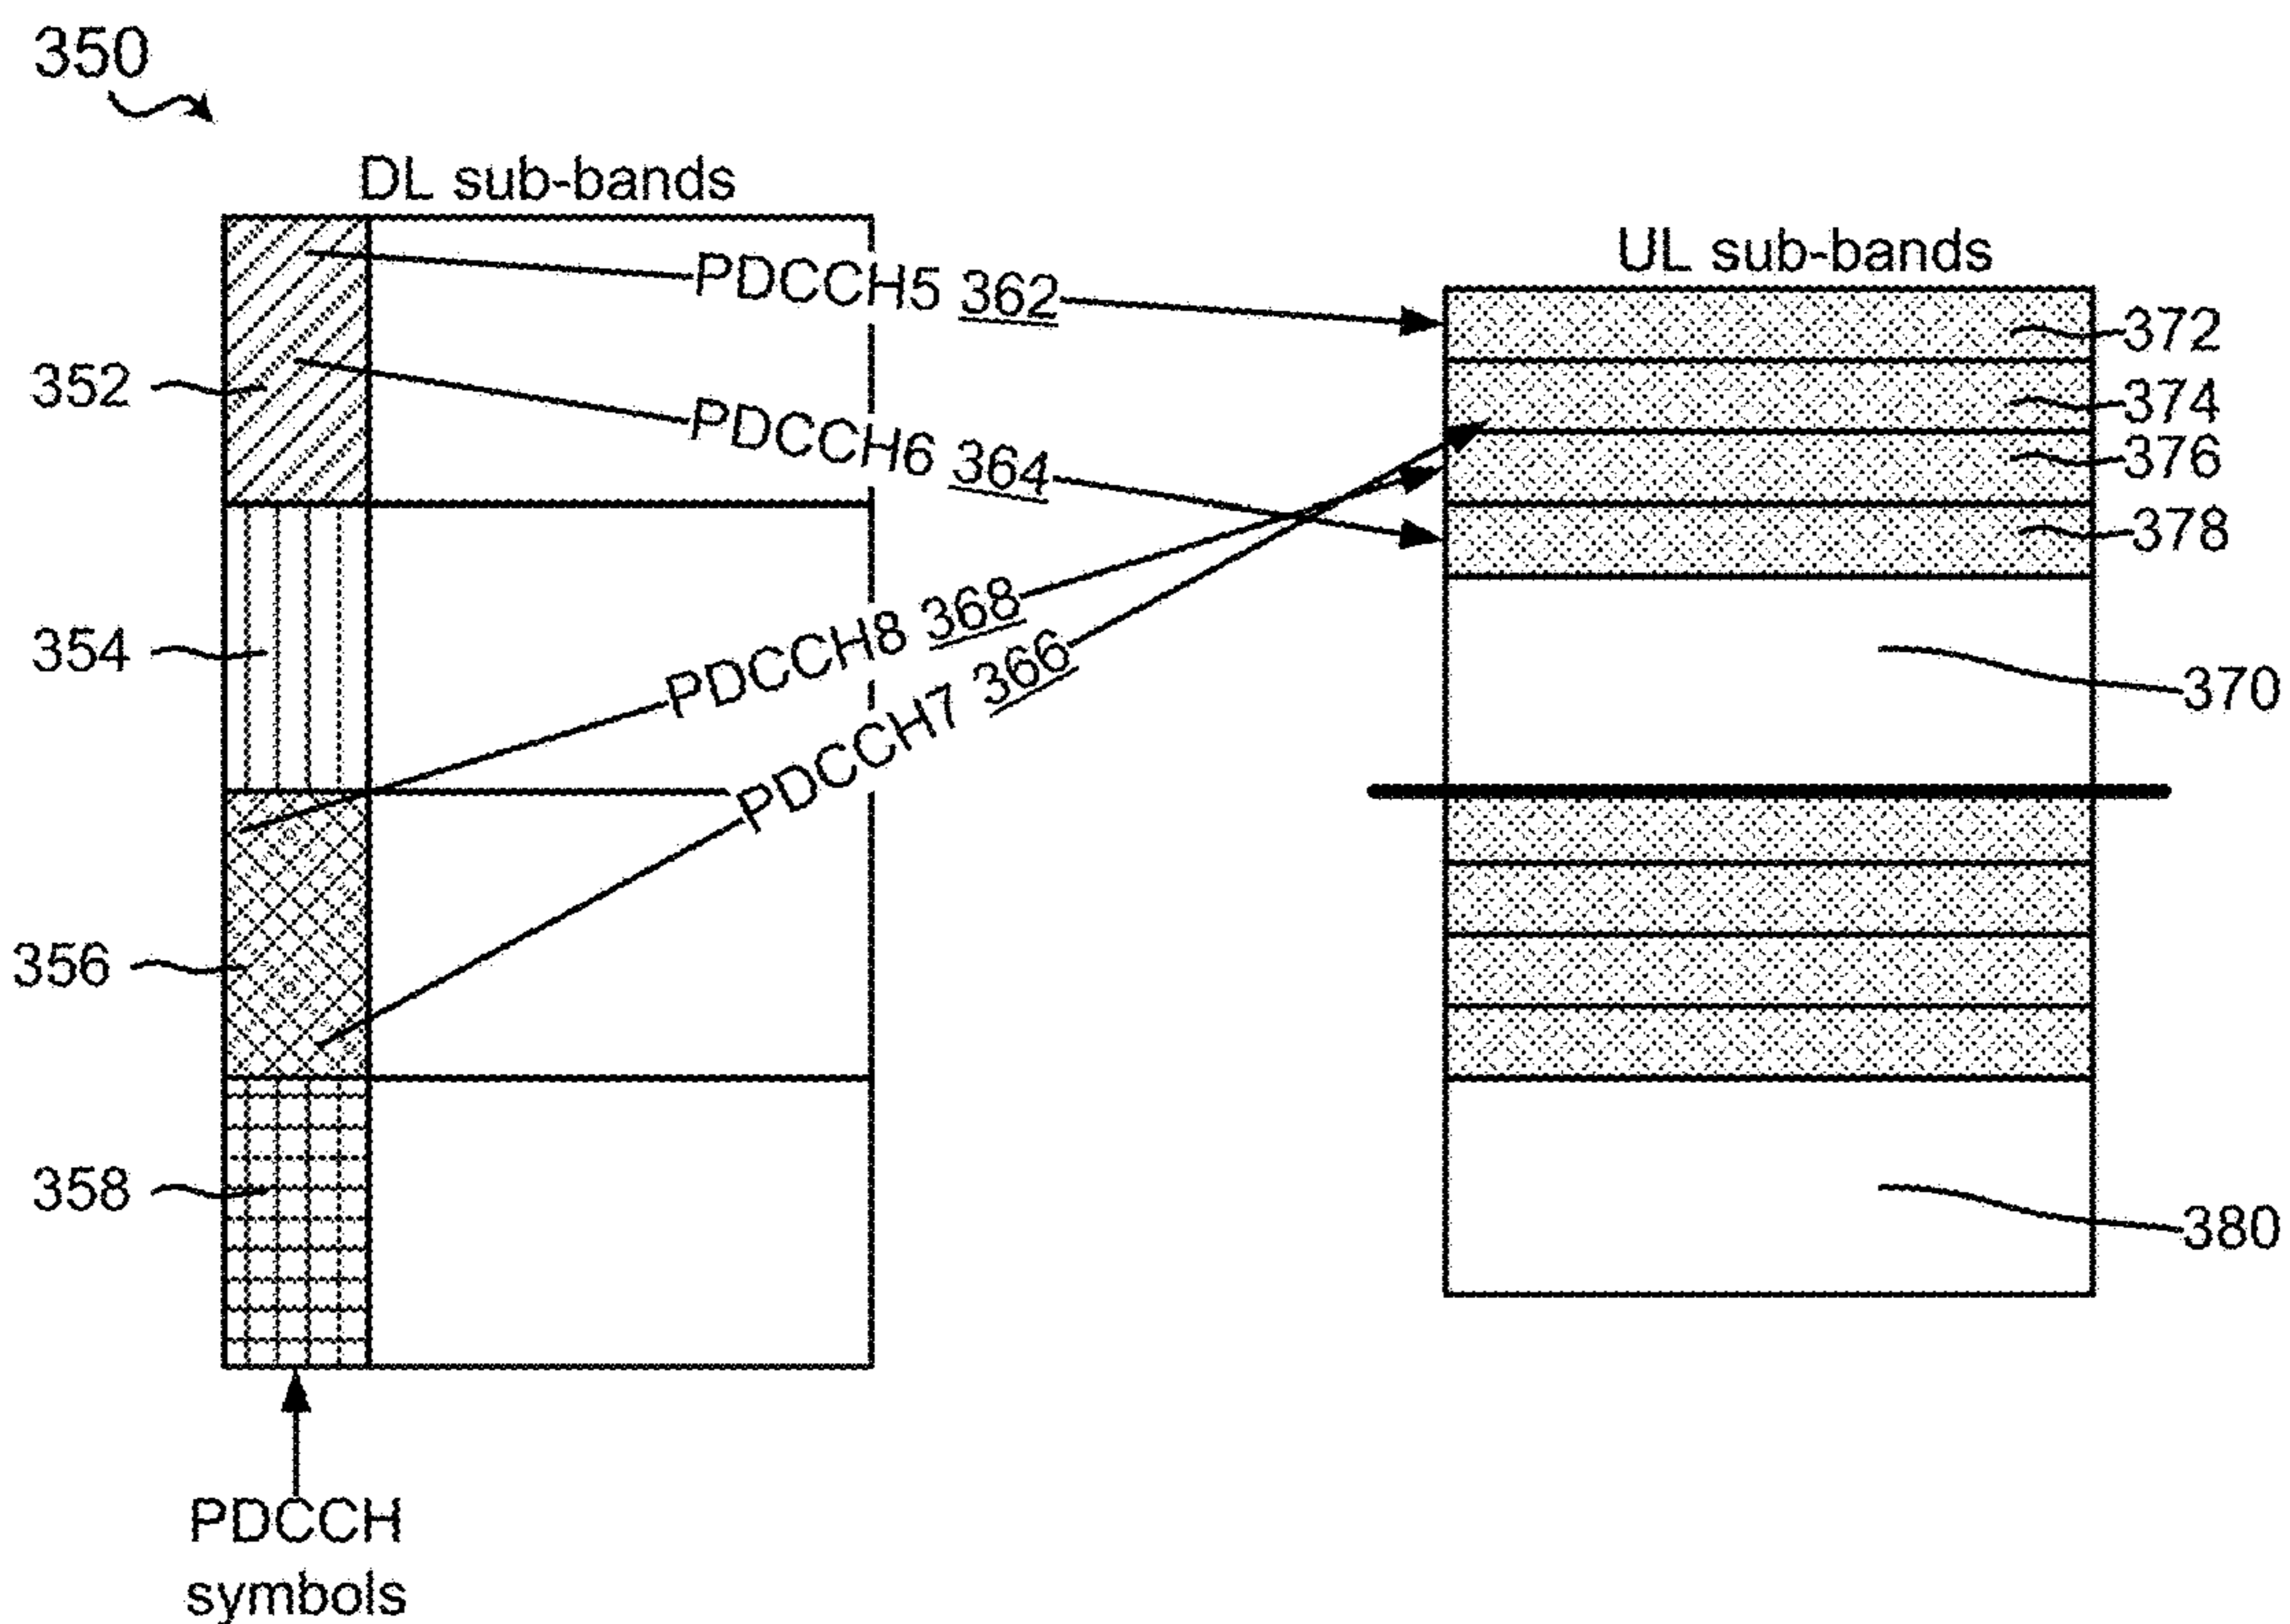 350
DL sub-bands
UL sub-bands
PDCCH5 362
372
352
374
PDCCH6 364
376
378
PDCCH8 368
354
PDCCH7 366
370
356
358
380
PDCCH
symbols